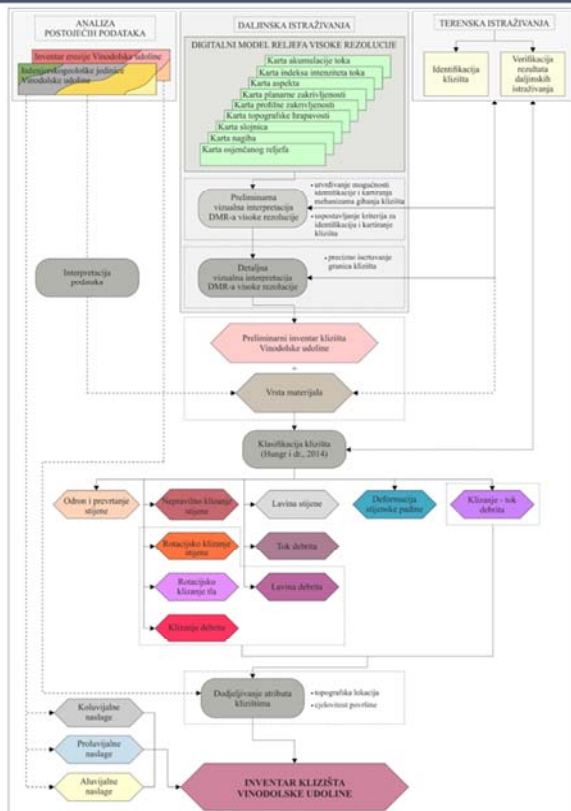 ANALIZA
POSTOJEĆIH PODATAKA
Inventar erozije Vinodolske udoline
Inženjerskogeološke jedinice
Vinodolske udoline
DALJINSKA ISTRAŽIVANJA
DIGITALNI MODEL RELJEFA VISOKE REZOLUCIJE
Karta akumulacije toka
Karta indeksa intenziteta toka
Karta aspekta
Karta planarne zakrivljenosti
Karta profilne zakrivljenosti
Karta topografske hrapavosti
Karta slojnica
Karta nagiba
Karta osjenčanog reljefa
TERENSKA ISTRAŽIVANJA
Identifikacija
klizišta
Verifikacija
rezultata
daljinskih
istraživanja
Preliminarna
vizualna interpretacija
DMR-a visoke rezolucije
• utvrđivanje mogućnosti
identifikacije i kartiranja
mehanizama gibanja klizišta
• uspostavljanje kriterija za
identifikaciju i kartiranje
klizišta
Detaljna
vizualna interpretacija
DMR-a visoke rezolucije
• precizno iscrtavanje
granica klizišta
Interpretacija
podataka
Preliminarni inventar klizišta
Vinodolske udoline
+
Vrsta materijala
Klasifikacija klizišta
(Hungr i dr., 2014)
Odron i prevrtanje
stijene
Nepravilno klizanje
stijene
Lavina stijene
Deformacija
stijenske padine
Klizanje - tok
debrita
Rotacijsko klizanje
stijene
Tok debrita
Rotacijsko
klizanje tla
Lavina debrita
Klizanje debrita
Dodjeljivanje atributa
klizištima
• topografska lokacija
• cjelovitost površine
Koluvijalne
naslage
Proluvijalne
naslage
Aluvijalne
naslage
INVENTAR KLIZIŠTA
VINODOLSKE UDOLINE